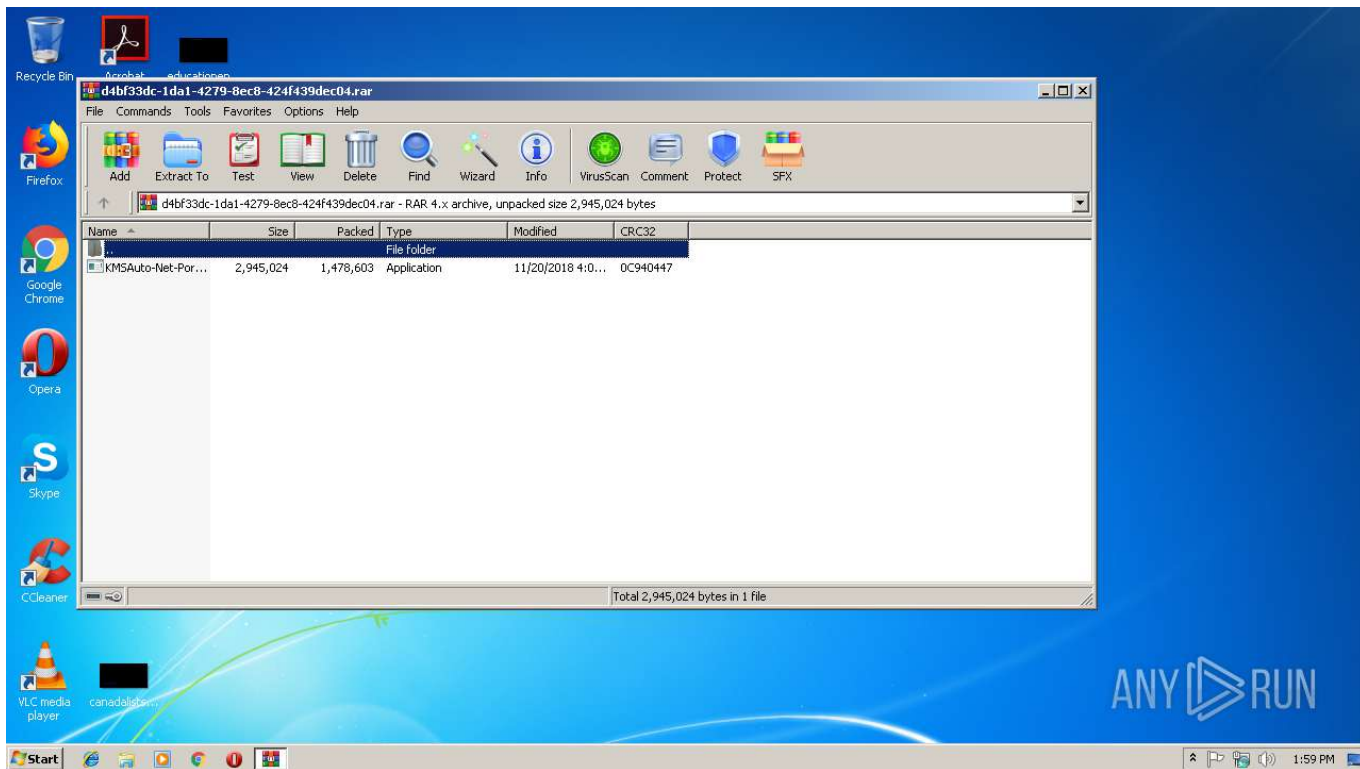 Recycle Bin
Acrobat
educationen
d4bf33dc-1da1-4279-8ec8-424f439dec04.rar
File Commands Tools Favorites Options Help
Add Extract To Test View Delete Find Wizard Info VirusScan Comment Protect SFX
d4bf33dc-1da1-4279-8ec8-424f439dec04.rar - RAR 4.x archive, unpacked size 2,945,024 bytes
Name Size Packed Type Modified CRC32
.. File folder
KMSAuto-Net-Por... 2,945,024 1,478,603 Application 11/20/2018 4:0... 0C940447
Total 2,945,024 bytes in 1 file
Firefox
Google
Chrome
Opera
Skype
CCleaner
VLC media
player
canadalists...
ANY RUN
Start
1:59 PM